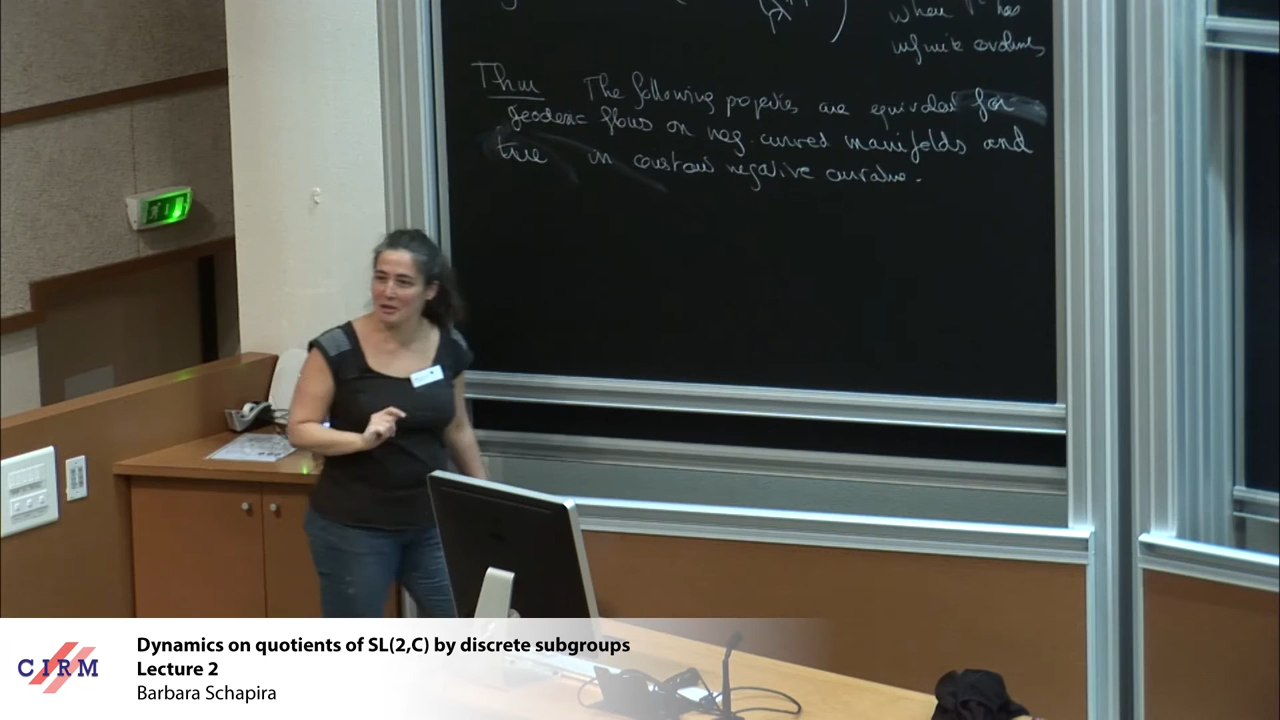 where Γ has
infinite covolume,
Thm The following properties are equivalent for
geodesic flows on neg. curved manifolds and
true in constant negative curvature.
CIRM
Dynamics on quotients of SL(2,C) by discrete subgroups
Lecture 2
Barbara Schapira